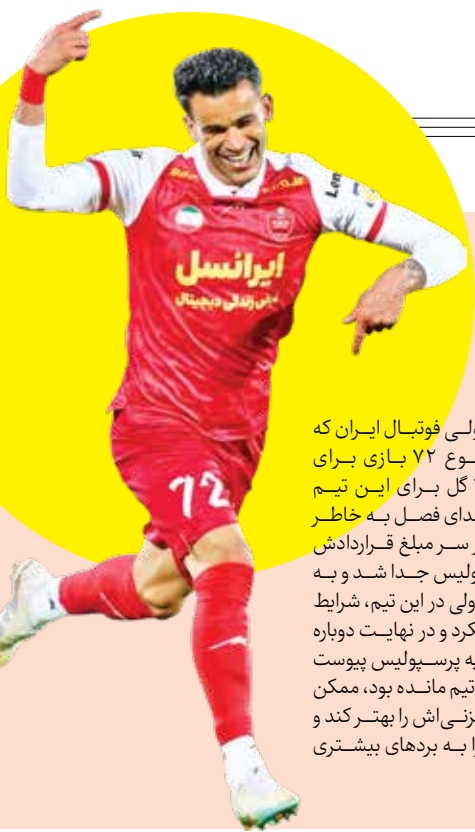 ایرانسل
زندگی دیجیتال
72
فوتبال ایران که
۷۲ بازی برای
گل برای این تیم
فصل به خاطر
سر مبلغ قراردادش
جدا شد و به
ولی در این تیم، شرایط
کرد و در نهایت دوباره
به پرسپولیس پیوست
تیم مانده بود، ممکن
را بهتر کند و
را به بردهای بیشتری